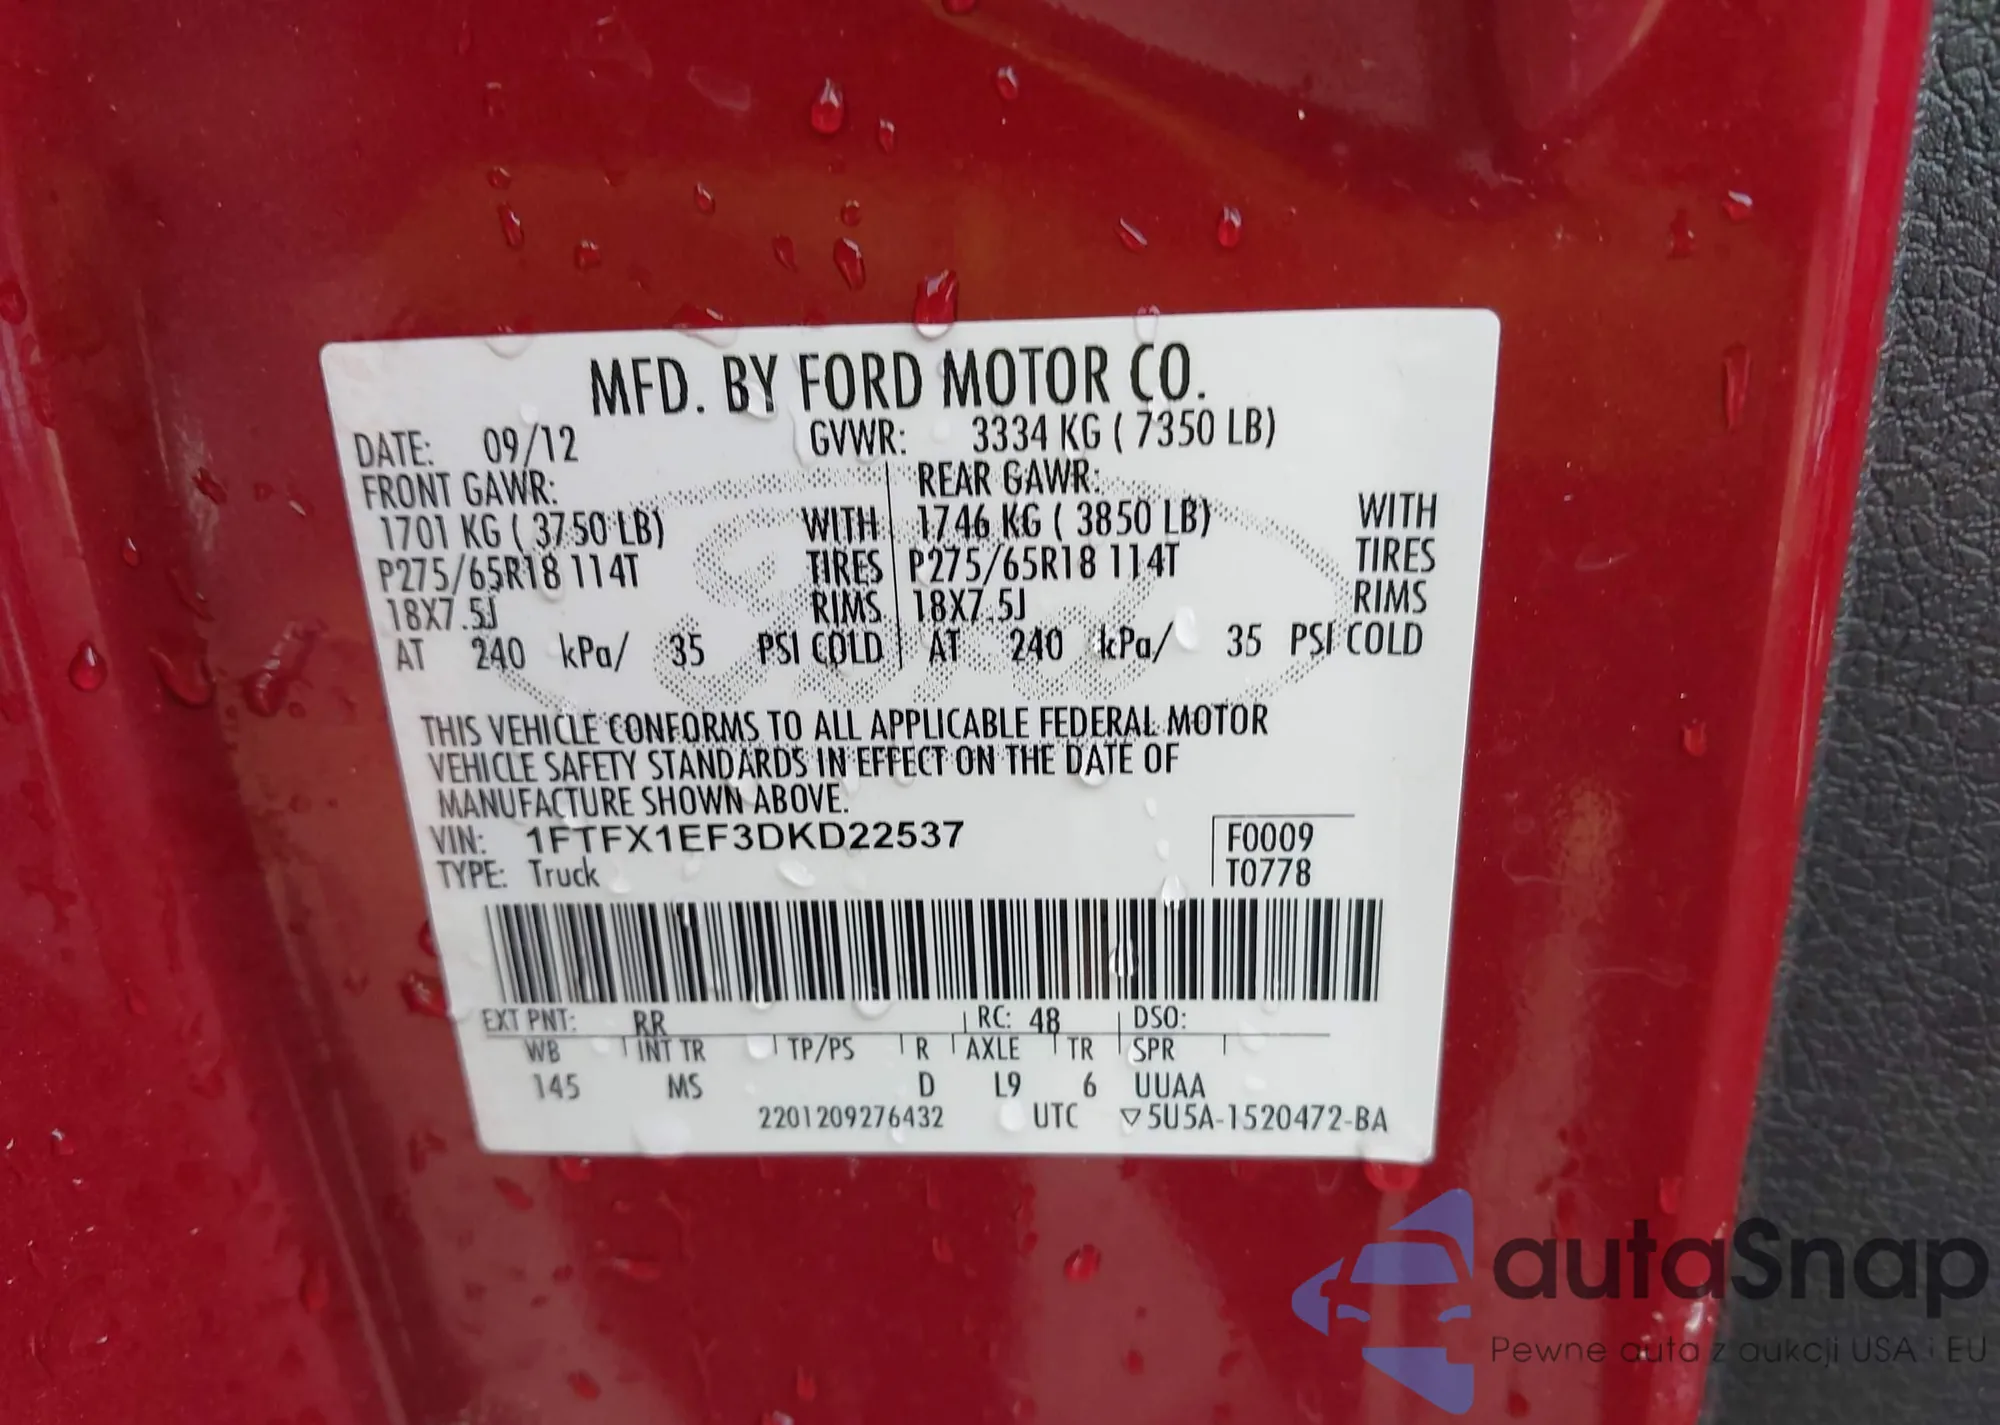 MFD. BY FORD MOTOR CO.
DATE: 09/12 GVWR: 3334 KG ( 7350 LB)
FRONT GAWR: REAR GAWR:
1701 KG ( 3750 LB) WITH 1746 KG ( 3850 LB) WITH
P275/65R18 114T TIRES P275/65R18 114T TIRES
18X7.5J RIMS 18X7.5J RIMS
AT 240 kPa/ 35 PSI COLD AT 240 kPa/ 35 PSI COLD
THIS VEHICLE CONFORMS TO ALL APPLICABLE FEDERAL MOTOR
VEHICLE SAFETY STANDARDS IN EFFECT ON THE DATE OF
MANUFACTURE SHOWN ABOVE.
VIN: 1FTFX1EF3DKD22537 F0009
TYPE: Truck T0778
EXT PNT: RR RC: 48 DSO:
WB INT TR TP/PS R AXLE TR SPR
145 MS D L9 6 UUAA
2201209276432 UTC ▽5U5A-1520472-BA
autaSnap
Pewne auta z aukcji USA i EU